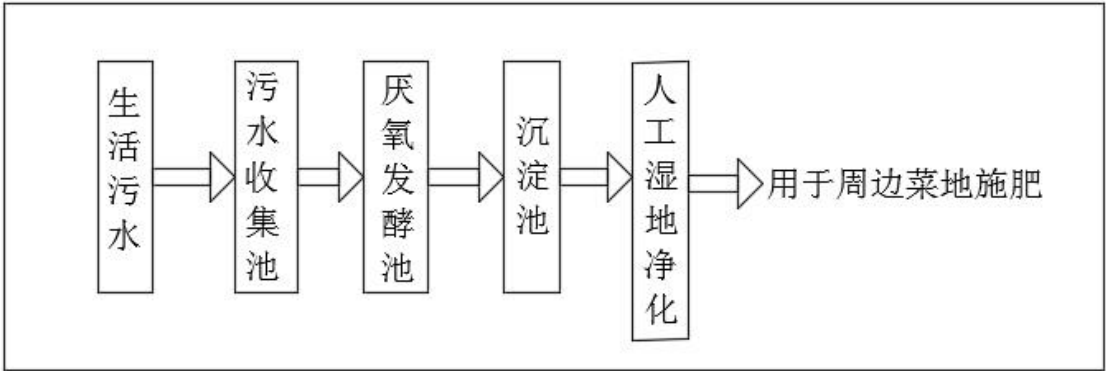 生活污水
污水收集池
厌氧发酵池
沉淀池
人工湿地净化
用于周边菜地施肥